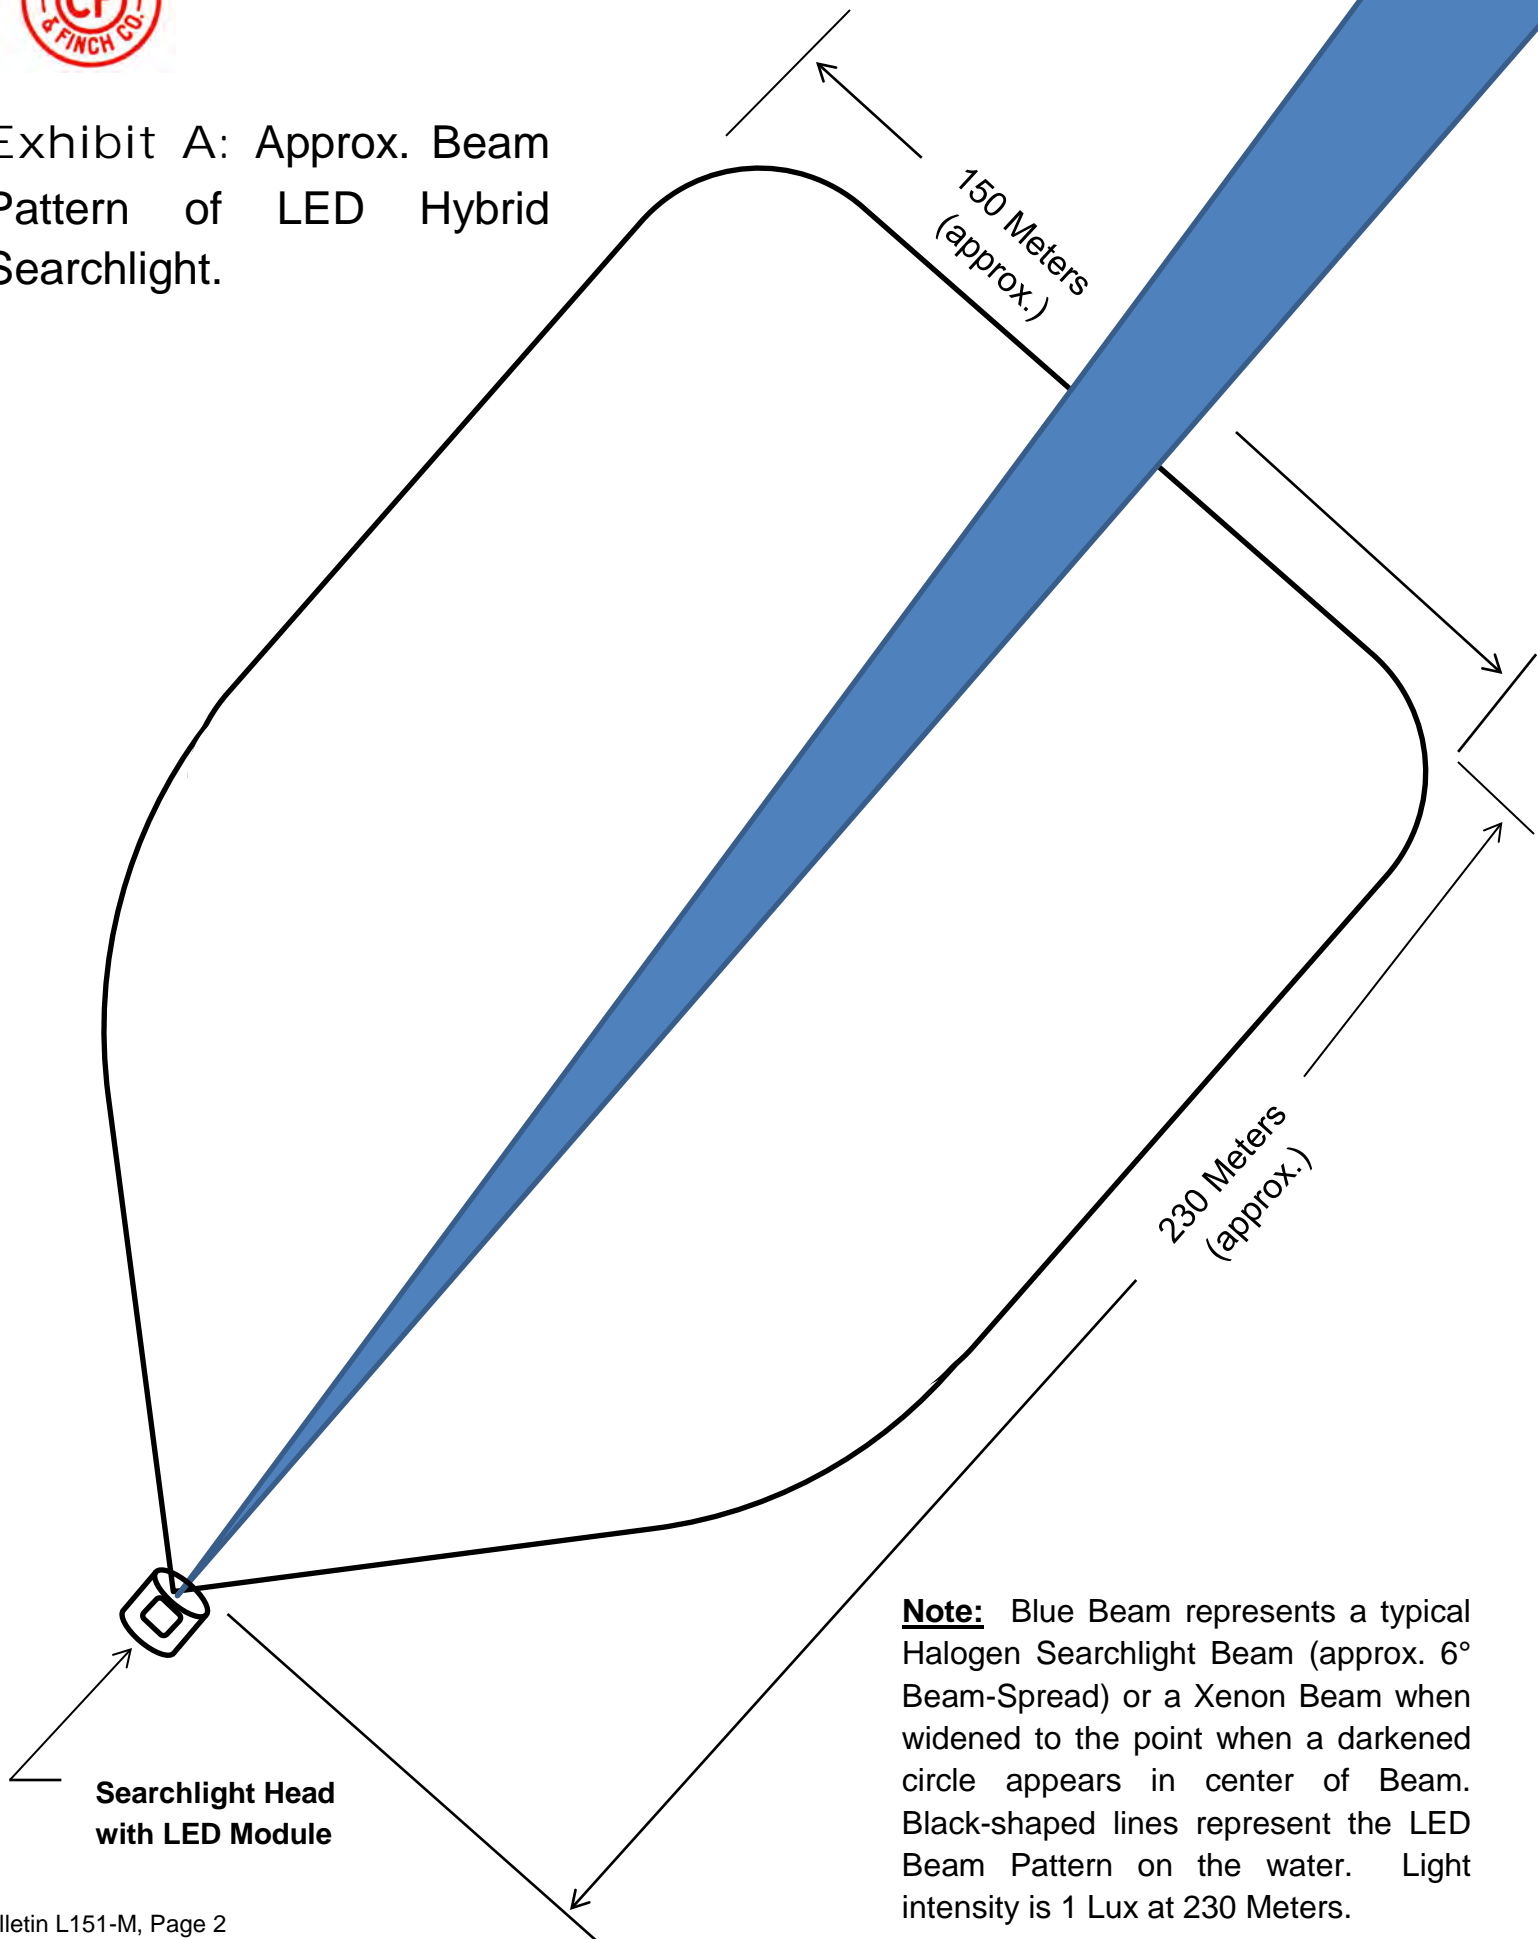 CF
& FINCH CO.
Exhibit A: Approx. Beam
Pattern of LED Hybrid
Searchlight.
150 Meters
(approx.)
230 Meters
(approx.)
Note: Blue Beam represents a typical
Halogen Searchlight Beam (approx. 6°
Beam-Spread) or a Xenon Beam when
widened to the point when a darkened
circle appears in center of Beam.
Black-shaped lines represent the LED
Beam Pattern on the water. Light
intensity is 1 Lux at 230 Meters.
Searchlight Head
with LED Module
lletin L151-M, Page 2